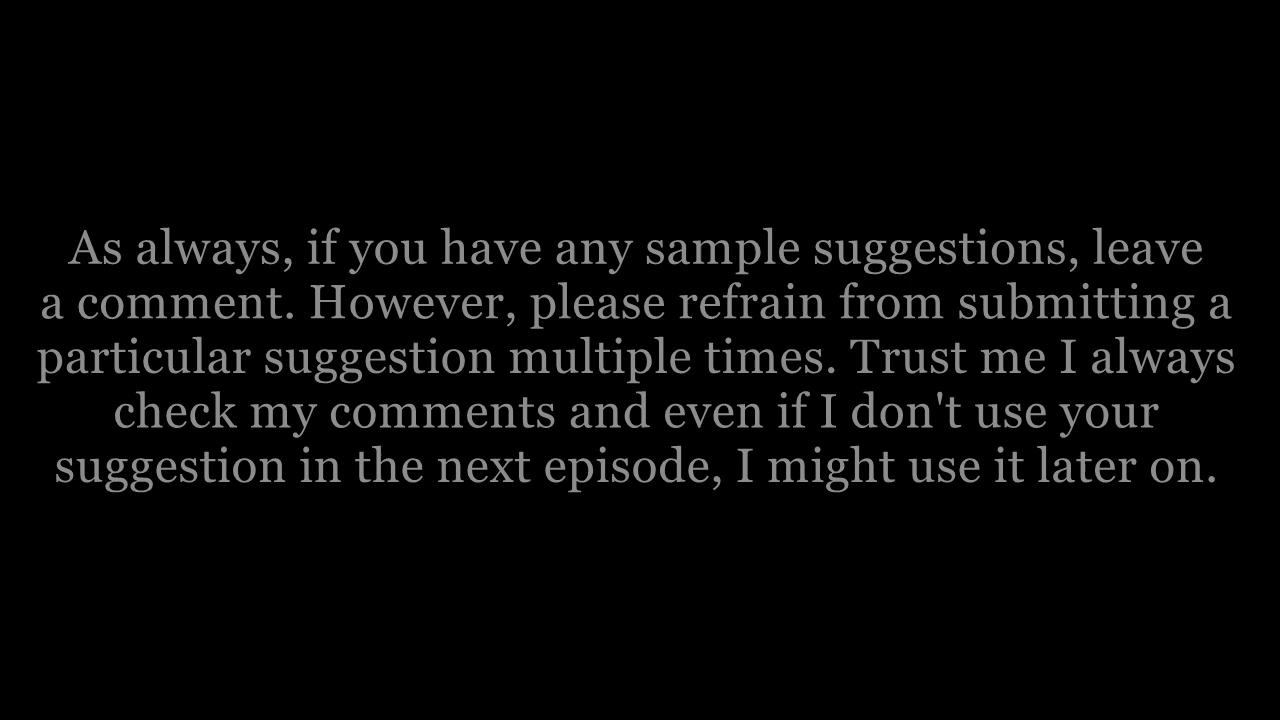 As always, if you have any sample suggestions, leave
a comment. However, please refrain from submitting a
particular suggestion multiple times. Trust me I always
check my comments and even if I don't use your
suggestion in the next episode, I might use it later on.